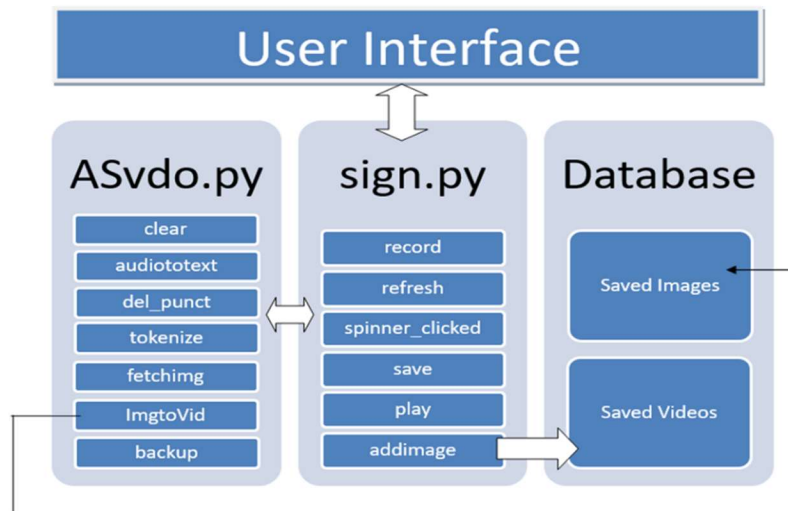 User Interface
ASvdo.py
clear
audiototext
del_punct
tokenize
fetchimg
ImgtoVid
backup
sign.py
record
refresh
spinner_clicked
save
play
addimage
Database
Saved Images
Saved Videos